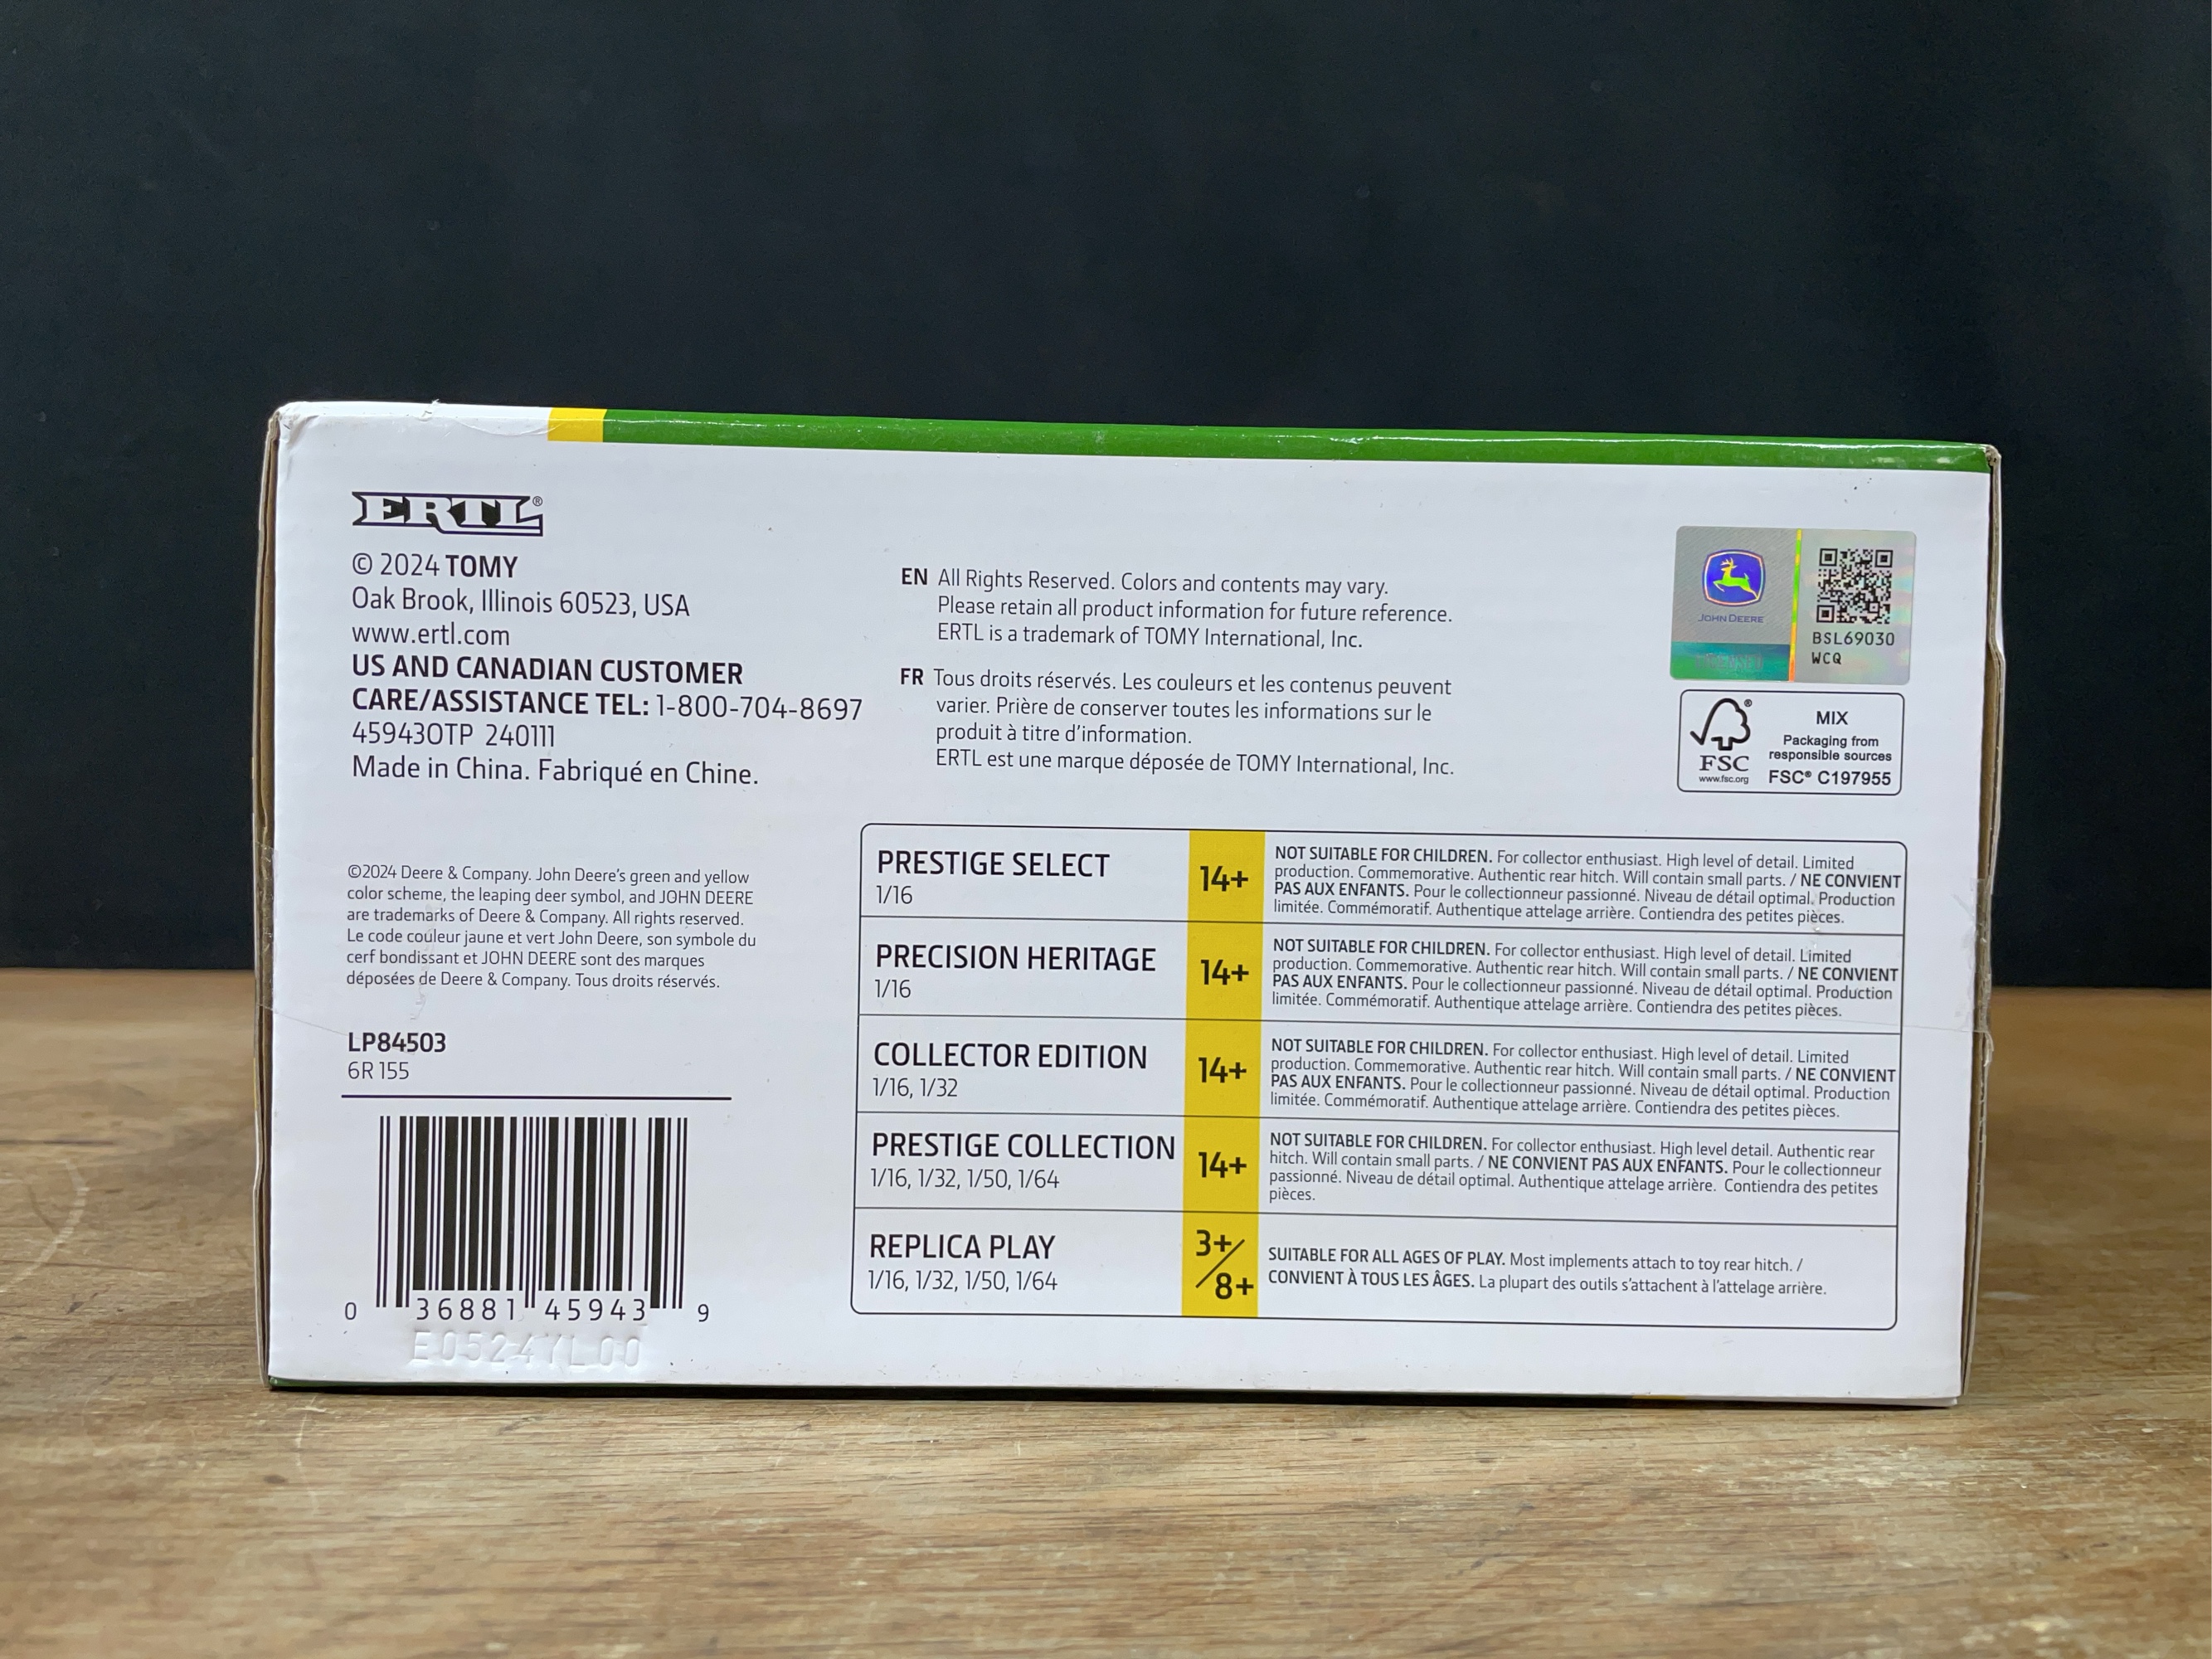 ERTL®
© 2024 TOMY
Oak Brook, Illinois 60523, USA
www.ertl.com
US AND CANADIAN CUSTOMER
CARE/ASSISTANCE TEL: 1-800-704-8697
45943OTP 240111
Made in China. Fabriqué en Chine.
EN All Rights Reserved. Colors and contents may vary.
Please retain all product information for future reference.
ERTL is a trademark of TOMY International, Inc.
FR Tous droits réservés. Les couleurs et les contenus peuvent
varier. Prière de conserver toutes les informations sur le
produit à titre d'information.
ERTL est une marque déposée de TOMY International, Inc.
JOHN DEERE
BSL69030
WCQ
FSC®
www.fsc.org
MIX
Packaging from
responsible sources
FSC® C197955
©2024 Deere & Company. John Deere's green and yellow
color scheme, the leaping deer symbol, and JOHN DEERE
are trademarks of Deere & Company. All rights reserved.
Le code couleur jaune et vert John Deere, son symbole du
cerf bondissant et JOHN DEERE sont des marques
déposées de Deere & Company. Tous droits réservés.
LP84503
6R 155
0 36881 45943 9
E0524YL00
PRESTIGE SELECT
1/16
14+
NOT SUITABLE FOR CHILDREN. For collector enthusiast. High level of detail. Limited
production. Commemorative. Authentic rear hitch. Will contain small parts. / NE CONVIENT
PAS AUX ENFANTS. Pour le collectionneur passionné. Niveau de détail optimal. Production
limitée. Commémoratif. Authentique attelage arrière. Contiendra des petites pièces.
PRECISION HERITAGE
1/16
14+
NOT SUITABLE FOR CHILDREN. For collector enthusiast. High level of detail. Limited
production. Commemorative. Authentic rear hitch. Will contain small parts. / NE CONVIENT
PAS AUX ENFANTS. Pour le collectionneur passionné. Niveau de détail optimal. Production
limitée. Commémoratif. Authentique attelage arrière. Contiendra des petites pièces.
COLLECTOR EDITION
1/16, 1/32
14+
NOT SUITABLE FOR CHILDREN. For collector enthusiast. High level of detail. Limited
production. Commemorative. Authentic rear hitch. Will contain small parts. / NE CONVIENT
PAS AUX ENFANTS. Pour le collectionneur passionné. Niveau de détail optimal. Production
limitée. Commémoratif. Authentique attelage arrière. Contiendra des petites pièces.
PRESTIGE COLLECTION
1/16, 1/32, 1/50, 1/64
14+
NOT SUITABLE FOR CHILDREN. For collector enthusiast. High level detail. Authentic rear
hitch. Will contain small parts. / NE CONVIENT PAS AUX ENFANTS. Pour le collectionneur
passionné. Niveau de détail optimal. Authentique attelage arrière. Contiendra des petites
pièces.
REPLICA PLAY
1/16, 1/32, 1/50, 1/64
3+/8+
SUITABLE FOR ALL AGES OF PLAY. Most implements attach to toy rear hitch. /
CONVIENT À TOUS LES ÂGES. La plupart des outils s'attachent à l'attelage arrière.